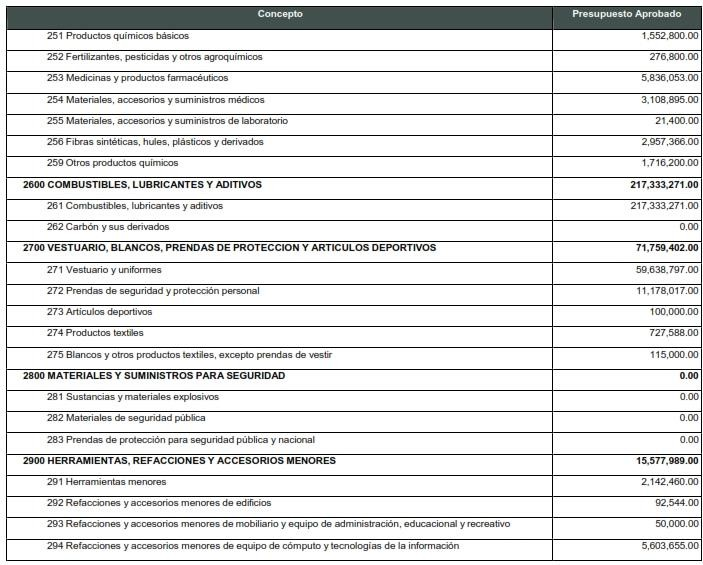 Concepto Presupuesto Aprobado
251 Productos químicos básicos 1,552,800.00
252 Fertilizantes, pesticidas y otros agroquímicos 276,800.00
253 Medicinas y productos farmacéuticos 5,836,053.00
254 Materiales, accesorios y suministros médicos 3,108,895.00
255 Materiales, accesorios y suministros de laboratorio 21,400.00
256 Fibras sintéticas, hules, plásticos y derivados 2,957,366.00
259 Otros productos químicos 1,716,200.00
2600 COMBUSTIBLES, LUBRICANTES Y ADITIVOS 217,333,271.00
261 Combustibles, lubricantes y aditivos 217,333,271.00
262 Carbón y sus derivados 0.00
2700 VESTUARIO, BLANCOS, PRENDAS DE PROTECCION Y ARTICULOS DEPORTIVOS 71,759,402.00
271 Vestuario y uniformes 59,638,797.00
272 Prendas de seguridad y protección personal 11,178,017.00
273 Artículos deportivos 100,000.00
274 Productos textiles 727,588.00
275 Blancos y otros productos textiles, excepto prendas de vestir 115,000.00
2800 MATERIALES Y SUMINISTROS PARA SEGURIDAD 0.00
281 Sustancias y materiales explosivos 0.00
282 Materiales de seguridad pública 0.00
283 Prendas de protección para seguridad pública y nacional 0.00
2900 HERRAMIENTAS, REFACCIONES Y ACCESORIOS MENORES 15,577,989.00
291 Herramientas menores 2,142,460.00
292 Refacciones y accesorios menores de edificios 92,544.00
293 Refacciones y accesorios menores de mobiliario y equipo de administración, educacional y recreativo 50,000.00
294 Refacciones y accesorios menores de equipo de cómputo y tecnologías de la información 5,603,655.00